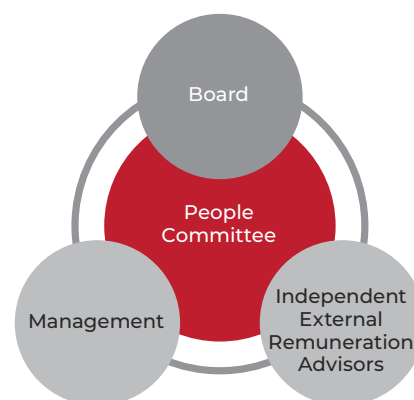 Board
People
Committee
Management
Independent
External
Remuneration
Advisors